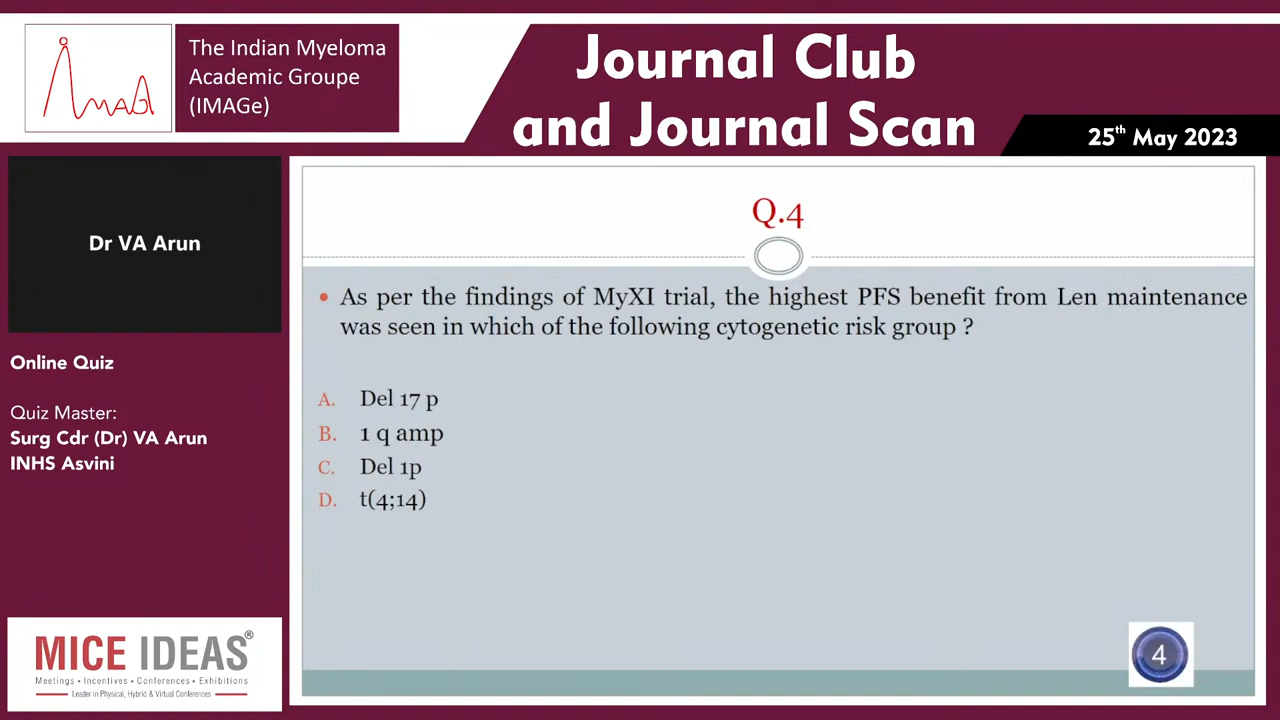 The Indian Myeloma
Academic Groupe
(IMAGe)
ImAG
Journal Club
and Journal Scan
25th May 2023
Dr VA Arun
Online Quiz
Quiz Master:
Surg Cdr (Dr) VA Arun
INHS Asvini
MICE IDEAS®
Meetings • Incentives • Conferences • Exhibitions
Leader in Physical, Hybrid & Virtual Conferences
Q.4
• As per the findings of MyXI trial, the highest PFS benefit from Len maintenance
was seen in which of the following cytogenetic risk group ?
A. Del 17 p
B. 1 q amp
C. Del 1p
D. t(4;14)
4